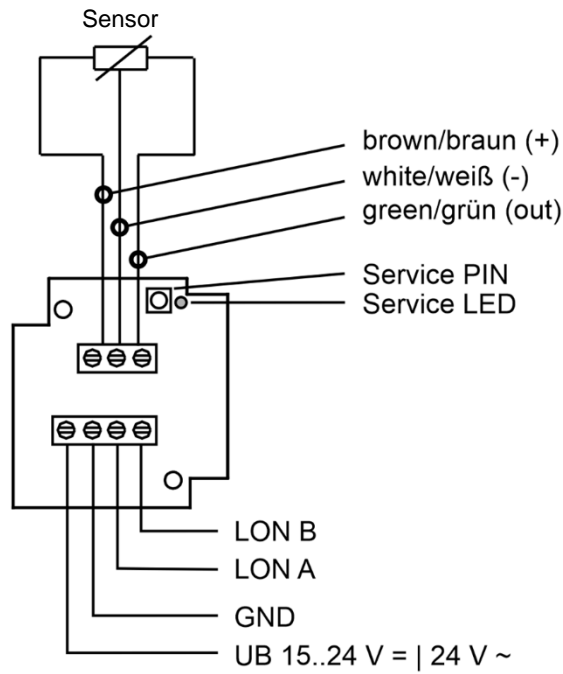 Sensor
brown/braun (+)
white/weiß (-)
green/grün (out)
Service PIN
Service LED
LON B
LON A
GND
UB 15..24 V = | 24 V ~